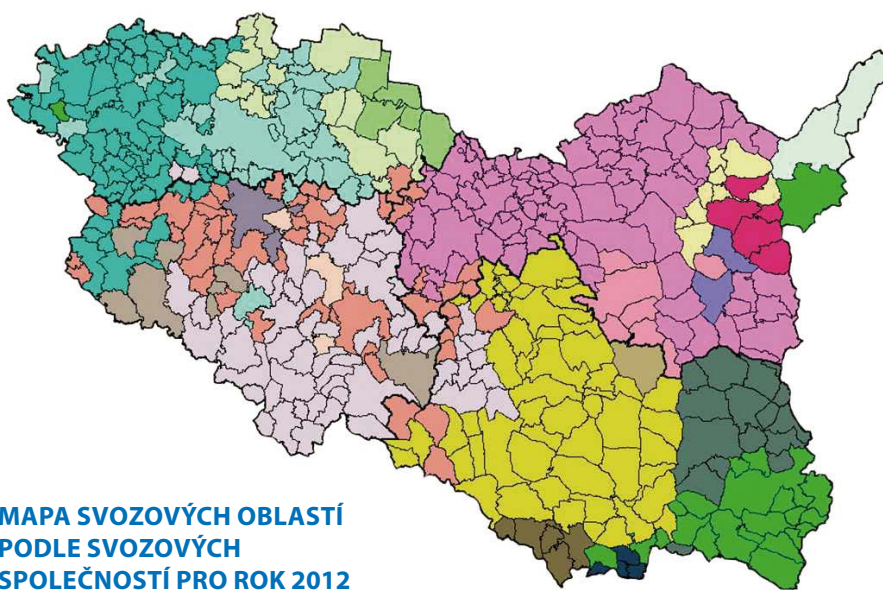 MAPA SVOZOVÝCH OBLASTÍ
PODLE SVOZOVÝCH
SPOLEČNOSTÍ PRO ROK 2012